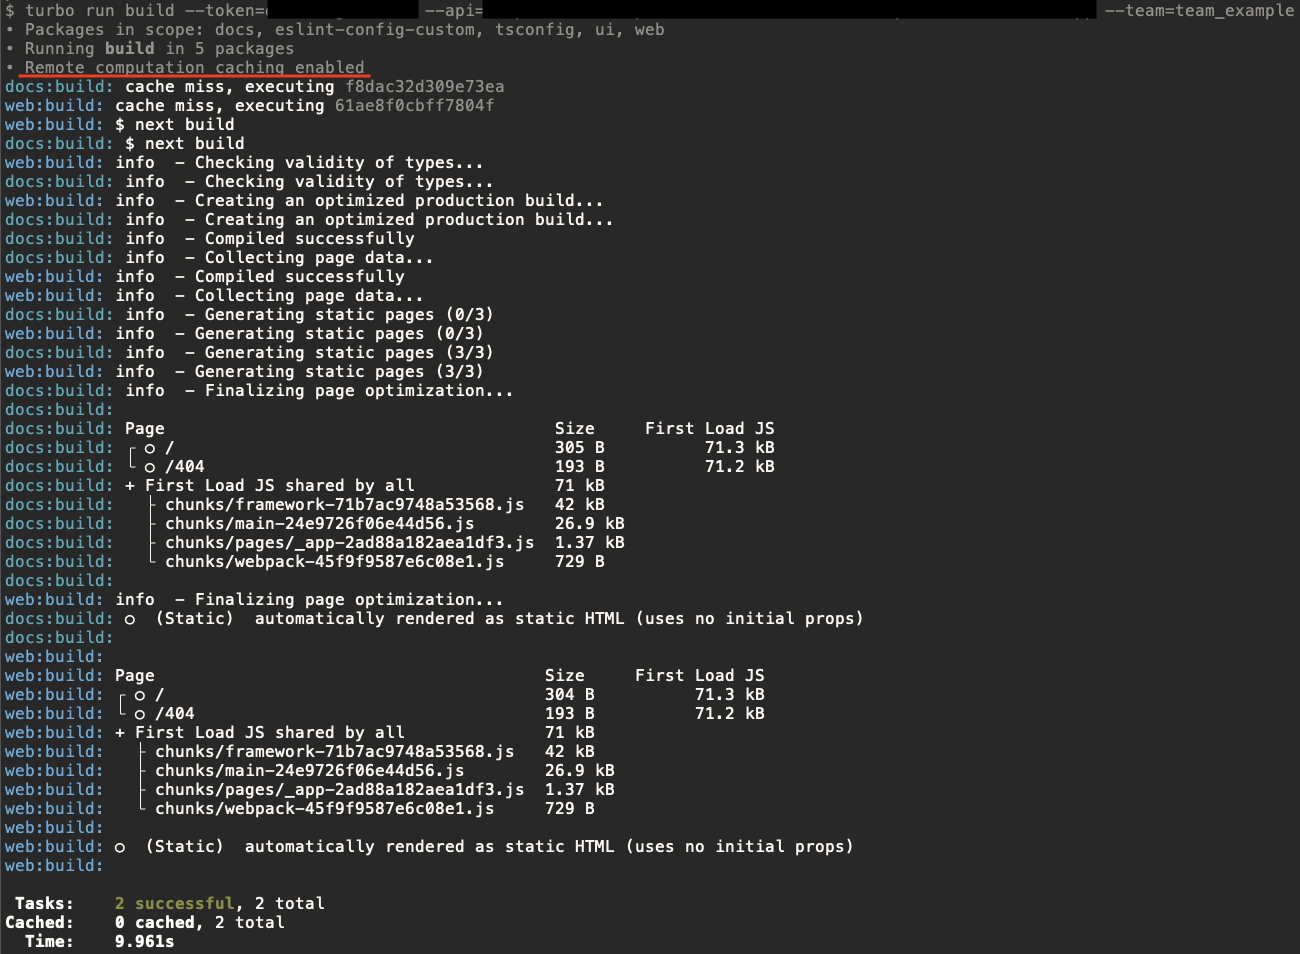 $ turbo run build --token= --api= --team=team_example
• Packages in scope: docs, eslint-config-custom, tsconfig, ui, web
• Running build in 5 packages
• Remote computation caching enabled
docs:build: cache miss, executing f8dac32d309e73ea
web:build: cache miss, executing 61ae8f0cbff7804f
web:build: $ next build
docs:build: $ next build
web:build: info  - Checking validity of types...
docs:build: info  - Checking validity of types...
web:build: info  - Creating an optimized production build...
docs:build: info  - Creating an optimized production build...
docs:build: info  - Compiled successfully
docs:build: info  - Collecting page data...
web:build: info  - Compiled successfully
web:build: info  - Collecting page data...
docs:build: info  - Generating static pages (0/3)
web:build: info  - Generating static pages (0/3)
docs:build: info  - Generating static pages (3/3)
web:build: info  - Generating static pages (3/3)
docs:build: info  - Finalizing page optimization...
docs:build:
docs:build: Page                                       Size     First Load JS
docs:build: ┌ ○ /                                      305 B          71.3 kB
docs:build: └ ○ /404                                   193 B          71.2 kB
docs:build: + First Load JS shared by all              71 kB
docs:build:   ├ chunks/framework-71b7ac9748a53568.js   42 kB
docs:build:   ├ chunks/main-24e9726f06e44d56.js        26.9 kB
docs:build:   ├ chunks/pages/_app-2ad88a182aea1df3.js  1.37 kB
docs:build:   └ chunks/webpack-45f9f9587e6c08e1.js     729 B
docs:build:
web:build: info  - Finalizing page optimization...
docs:build: ○  (Static)  automatically rendered as static HTML (uses no initial props)
docs:build:
web:build:
web:build: Page                                       Size     First Load JS
web:build: ┌ ○ /                                      304 B          71.3 kB
web:build: └ ○ /404                                   193 B          71.2 kB
web:build: + First Load JS shared by all              71 kB
web:build:   ├ chunks/framework-71b7ac9748a53568.js   42 kB
web:build:   ├ chunks/main-24e9726f06e44d56.js        26.9 kB
web:build:   ├ chunks/pages/_app-2ad88a182aea1df3.js  1.37 kB
web:build:   └ chunks/webpack-45f9f9587e6c08e1.js     729 B
web:build:
web:build: ○  (Static)  automatically rendered as static HTML (uses no initial props)
web:build:
Tasks:    2 successful, 2 total
Cached:    0 cached, 2 total
Time:    9.961s